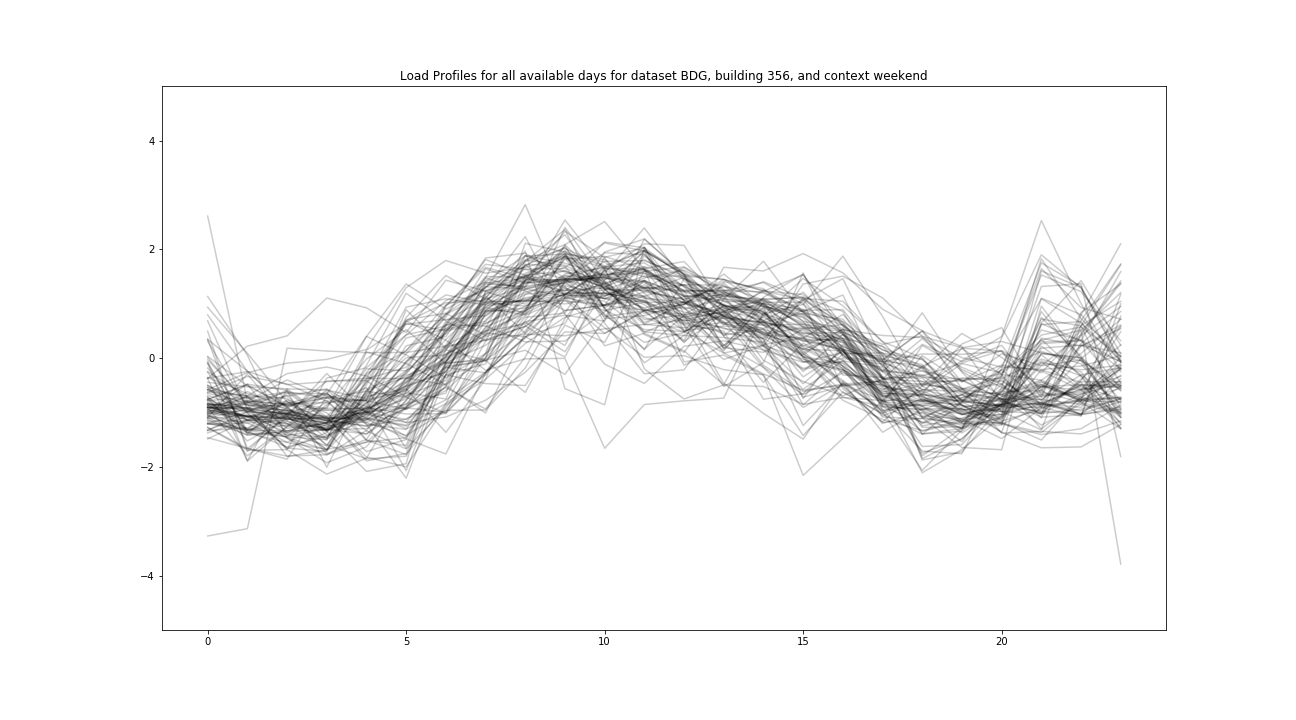 Load Profiles for all available days for dataset BDG, building 356, and context weekend
4
2
0
−2
−4
0 5 10 15 20